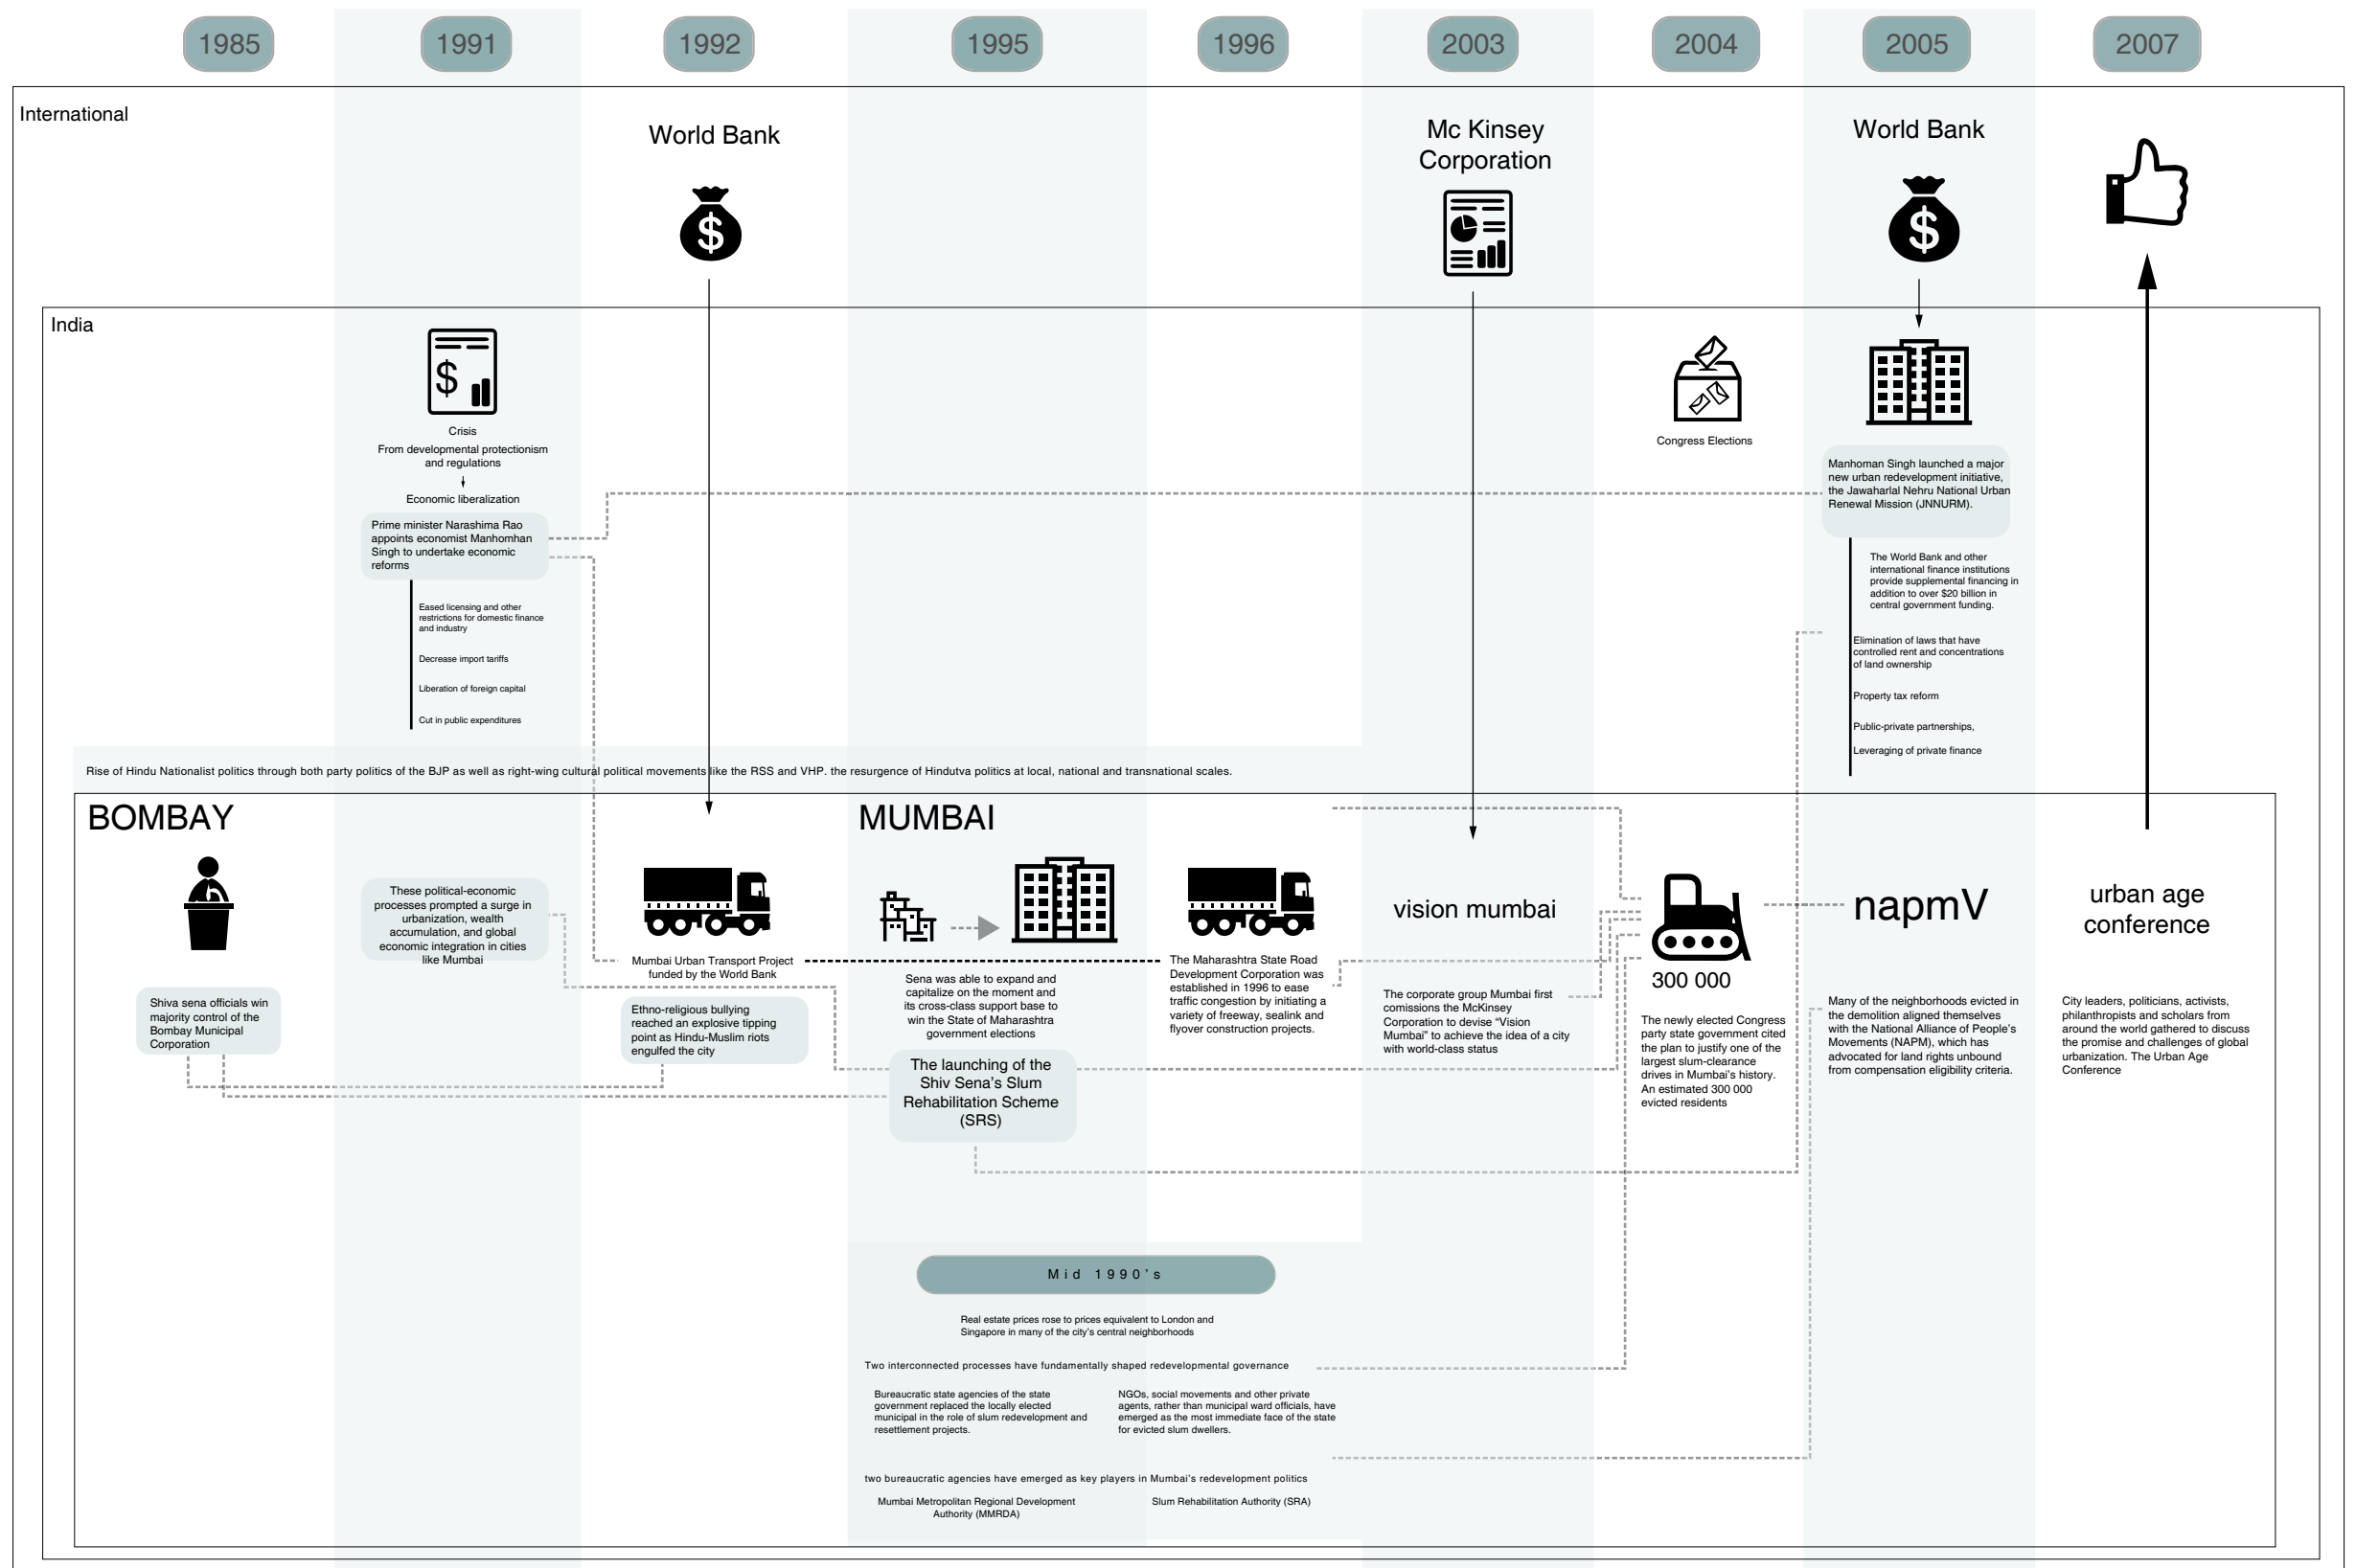 1985
1991
1992
1995
1996
2003
2004
2005
2007
International
World Bank
$
Mc Kinsey
Corporation
World Bank
$
India
$
Crisis
From developmental protectionism
and regulations
Economic liberalization
Prime minister Narashima Rao
appoints economist Manhomhan
Singh to undertake economic
reforms
Eased licensing and other
restrictions for domestic finance
and industry
Decrease import tariffs
Liberation of foreign capital
Cut in public expenditures
Congress Elections
Manhoman Singh launched a major
new urban redevelopment initiative,
the Jawaharlal Nehru National Urban
Renewal Mission (JNNURM).
The World Bank and other
international finance institutions
provide supplemental financing in
addition to over $20 billion in
central government funding.
Elimination of laws that have
controlled rent and concentrations
of land ownership
Property tax reform
Public-private partnerships,
Leveraging of private finance
Rise of Hindu Nationalist politics through both party politics of the BJP as well as right-wing cultural political movements like the RSS and VHP. the resurgence of Hindutva politics at local, national and transnational scales.
BOMBAY
Shiva sena officials win
majority control of the
Bombay Municipal
Corporation
These political-economic
processes prompted a surge in
urbanization, wealth
accumulation, and global
economic integration in cities
like Mumbai
Mumbai Urban Transport Project
funded by the World Bank
Ethno-religious bullying
reached an explosive tipping
point as Hindu-Muslim riots
engulfed the city
MUMBAI
Sena was able to expand and
capitalize on the moment and
its cross-class support base to
win the State of Maharashtra
government elections
The launching of the
Shiv Sena's Slum
Rehabilitation Scheme
(SRS)
The Maharashtra State Road
Development Corporation was
established in 1996 to ease
traffic congestion by initiating a
variety of freeway, sealink and
flyover construction projects.
vision mumbai
The corporate group Mumbai first
comissions the McKinsey
Corporation to devise “Vision
Mumbai” to achieve the idea of a city
with world-class status
300 000
The newly elected Congress
party state government cited
the plan to justify one of the
largest slum-clearance
drives in Mumbai's history.
An estimated 300 000
evicted residents
napmV
Many of the neighborhoods evicted in
the demolition aligned themselves
with the National Alliance of People's
Movements (NAPM), which has
advocated for land rights unbound
from compensation eligibility criteria.
urban age
conference
City leaders, politicians, activists,
philanthropists and scholars from
around the world gathered to discuss
the promise and challenges of global
urbanization. The Urban Age
Conference
Mid 1990's
Real estate prices rose to prices equivalent to London and
Singapore in many of the city's central neighborhoods
Two interconnected processes have fundamentally shaped redevelopmental governance
Bureaucratic state agencies of the state
government replaced the locally elected
municipal in the role of slum redevelopment and
resettlement projects.
NGOs, social movements and other private
agents, rather than municipal ward officials, have
emerged as the most immediate face of the state
for evicted slum dwellers.
two bureaucratic agencies have emerged as key players in Mumbai's redevelopment politics
Mumbai Metropolitan Regional Development
Authority (MMRDA)
Slum Rehabilitation Authority (SRA)